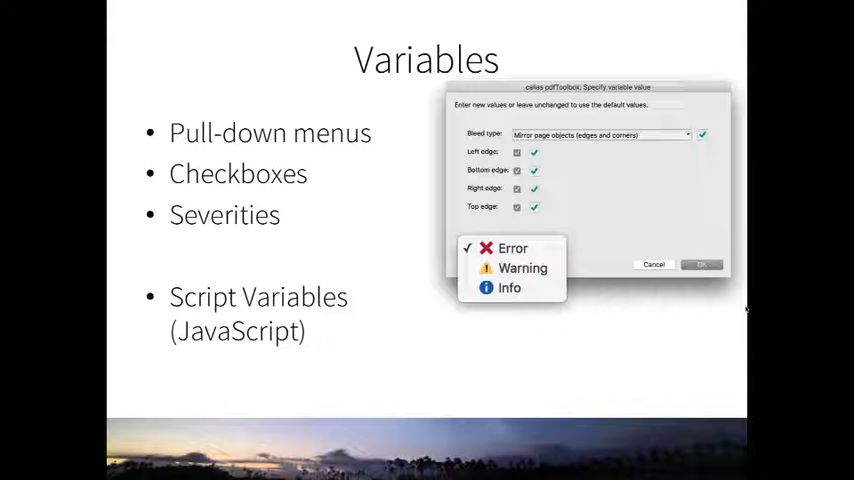 Variables
• Pull-down menus
• Checkboxes
• Severities
• Script Variables
(JavaScript)
callas pdfToolbox: Specify variable value
Enter new values or leave unchanged to use the default values.
Bleed type: Mirror page objects (edges and corners)
Left edge:
Bottom edge:
Right edge:
Top edge:
Error
Warning
Info
Cancel OK